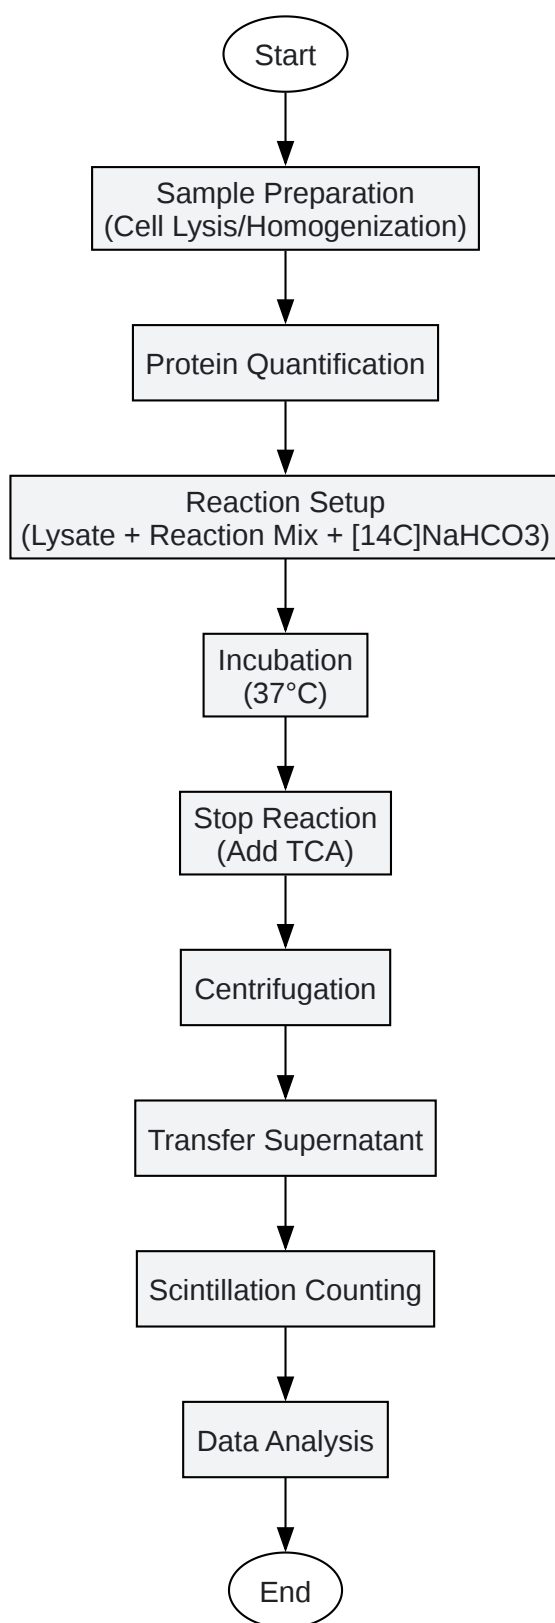 Start
Sample Preparation
(Cell Lysis/Homogenization)
Protein Quantification
Reaction Setup
(Lysate + Reaction Mix + [14C]NaHCO3)
Incubation
(37°C)
Stop Reaction
(Add TCA)
Centrifugation
Transfer Supernatant
Scintillation Counting
Data Analysis
End